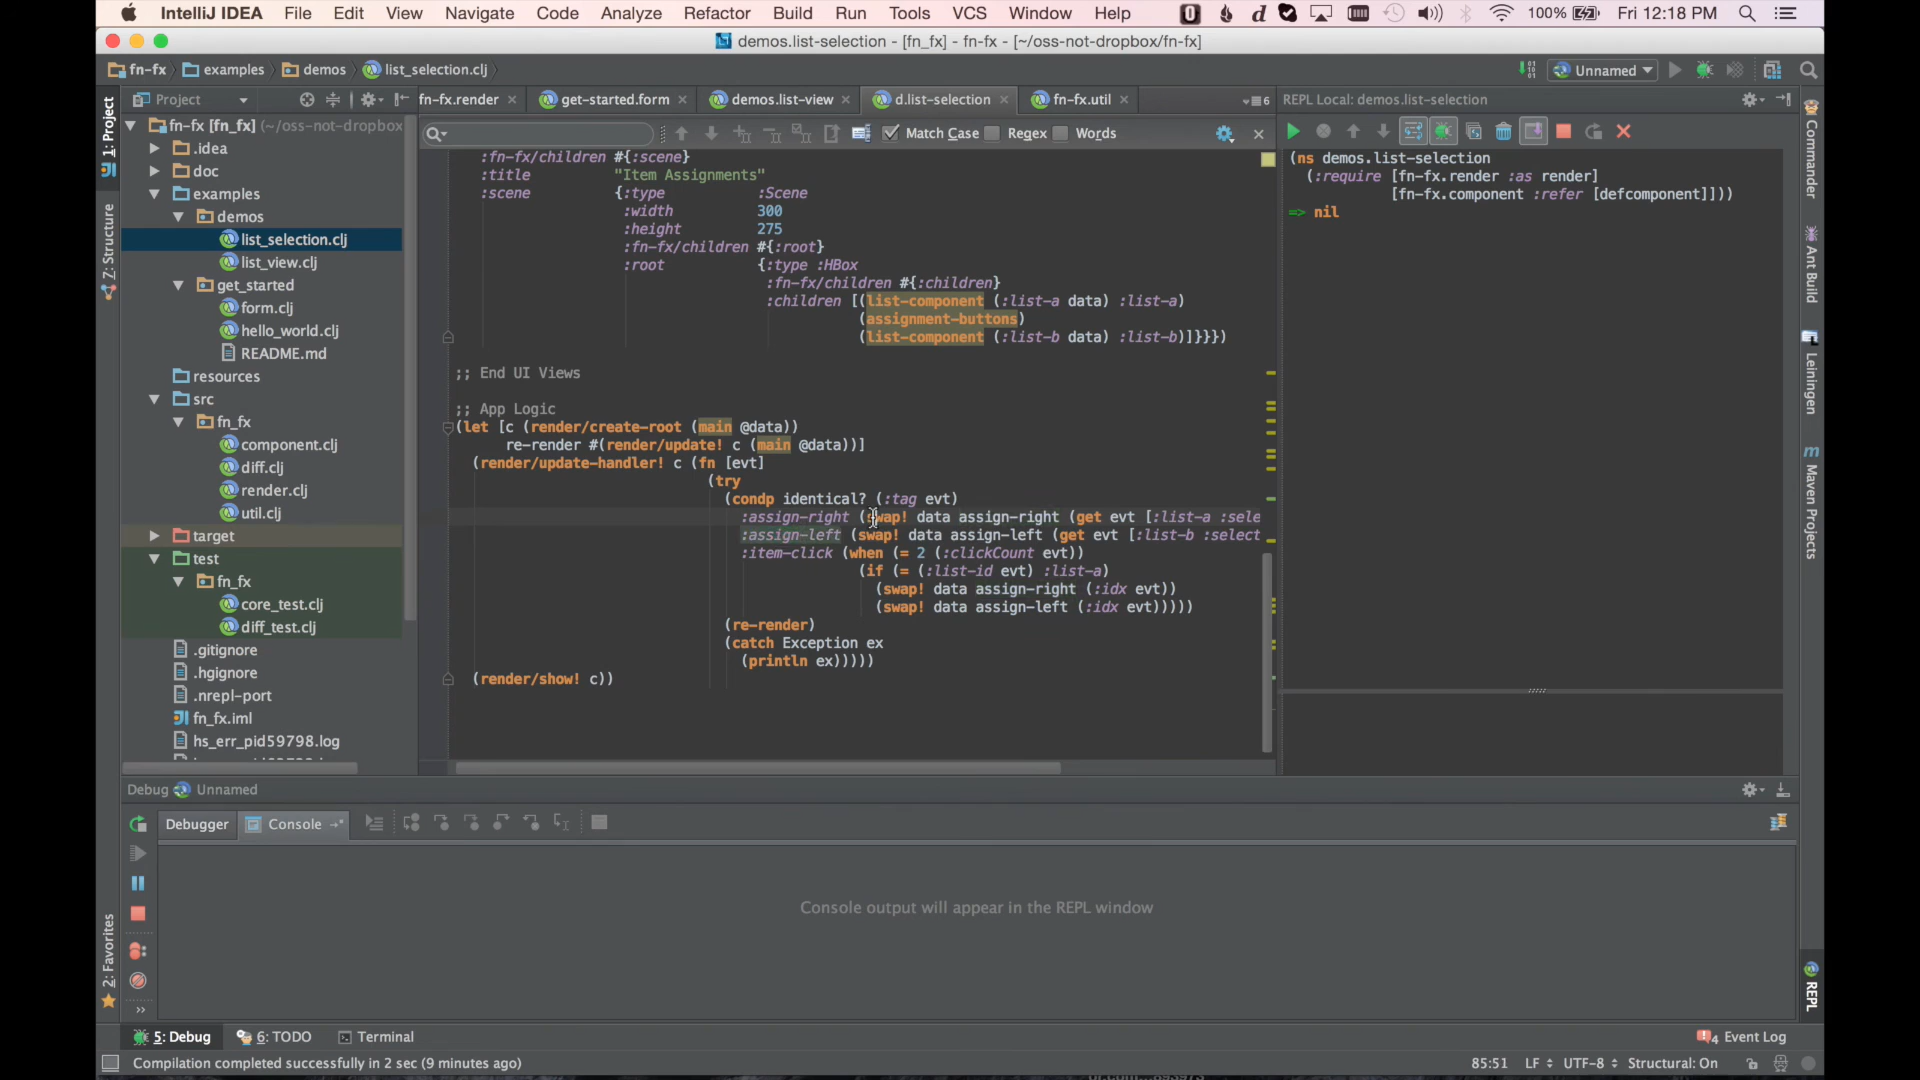 IntelliJ IDEA File Edit View Navigate Code Analyze Refactor Build Run Tools VCS Window Help 100% Fri 12:18 PM
demos.list-selection - [fn_fx] - fn-fx - [~/oss-not-dropbox/fn-fx]
fn-fx examples demos list_selection.clj Unnamed
Project fn-fx.render get-started.form demos.list-view d.list-selection fn-fx.util 6 REPL Local: demos.list-selection
Match Case Regex Words
1: Project
Z: Structure
2: Favorites
fn-fx [fn_fx] (~/oss-not-dropbox
.idea
doc
examples
demos
list_selection.clj
list_view.clj
get_started
form.clj
hello_world.clj
README.md
resources
src
fn_fx
component.clj
diff.clj
render.clj
util.clj
target
test
fn_fx
core_test.clj
diff_test.clj
.gitignore
.hgignore
.nrepl-port
fn_fx.iml
hs_err_pid59798.log
:fn-fx/children #{:scene}
:title "Item Assignments"
:scene {:type :Scene
:width 300
:height 275
:fn-fx/children #{:root}
:root {:type :HBox
:fn-fx/children #{:children}
:children [(list-component (:list-a data) :list-a)
(assignment-buttons)
(list-component (:list-b data) :list-b)]}}})
;; End UI Views
;; App Logic
(let [c (render/create-root (main @data))
re-render #(render/update! c (main @data))]
(render/update-handler! c (fn [evt]
(try
(condp identical? (:tag evt)
:assign-right (swap! data assign-right (get evt [:list-a :sele
:assign-left (swap! data assign-left (get evt [:list-b :select
:item-click (when (= 2 (:clickCount evt))
(if (= (:list-id evt) :list-a)
(swap! data assign-right (:idx evt))
(swap! data assign-left (:idx evt)))))
(re-render)
(catch Exception ex
(println ex)))))
(render/show! c))
(ns demos.list-selection
(:require [fn-fx.render :as render]
[fn-fx.component :refer [defcomponent]]))
=> nil
Commander
Ant Build
Leiningen
m
Maven Projects
REPL
Debug Unnamed
Debugger Console
Console output will appear in the REPL window
5: Debug 6: TODO Terminal 4 Event Log
Compilation completed successfully in 2 sec (9 minutes ago) 85:51 LF UTF-8 Structural: On